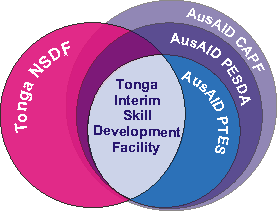 Tonga NSDF
AusAID CAPF
AusAID PESDA
AusAID PTES
Tonga
Interim
Skill
Development
Facility